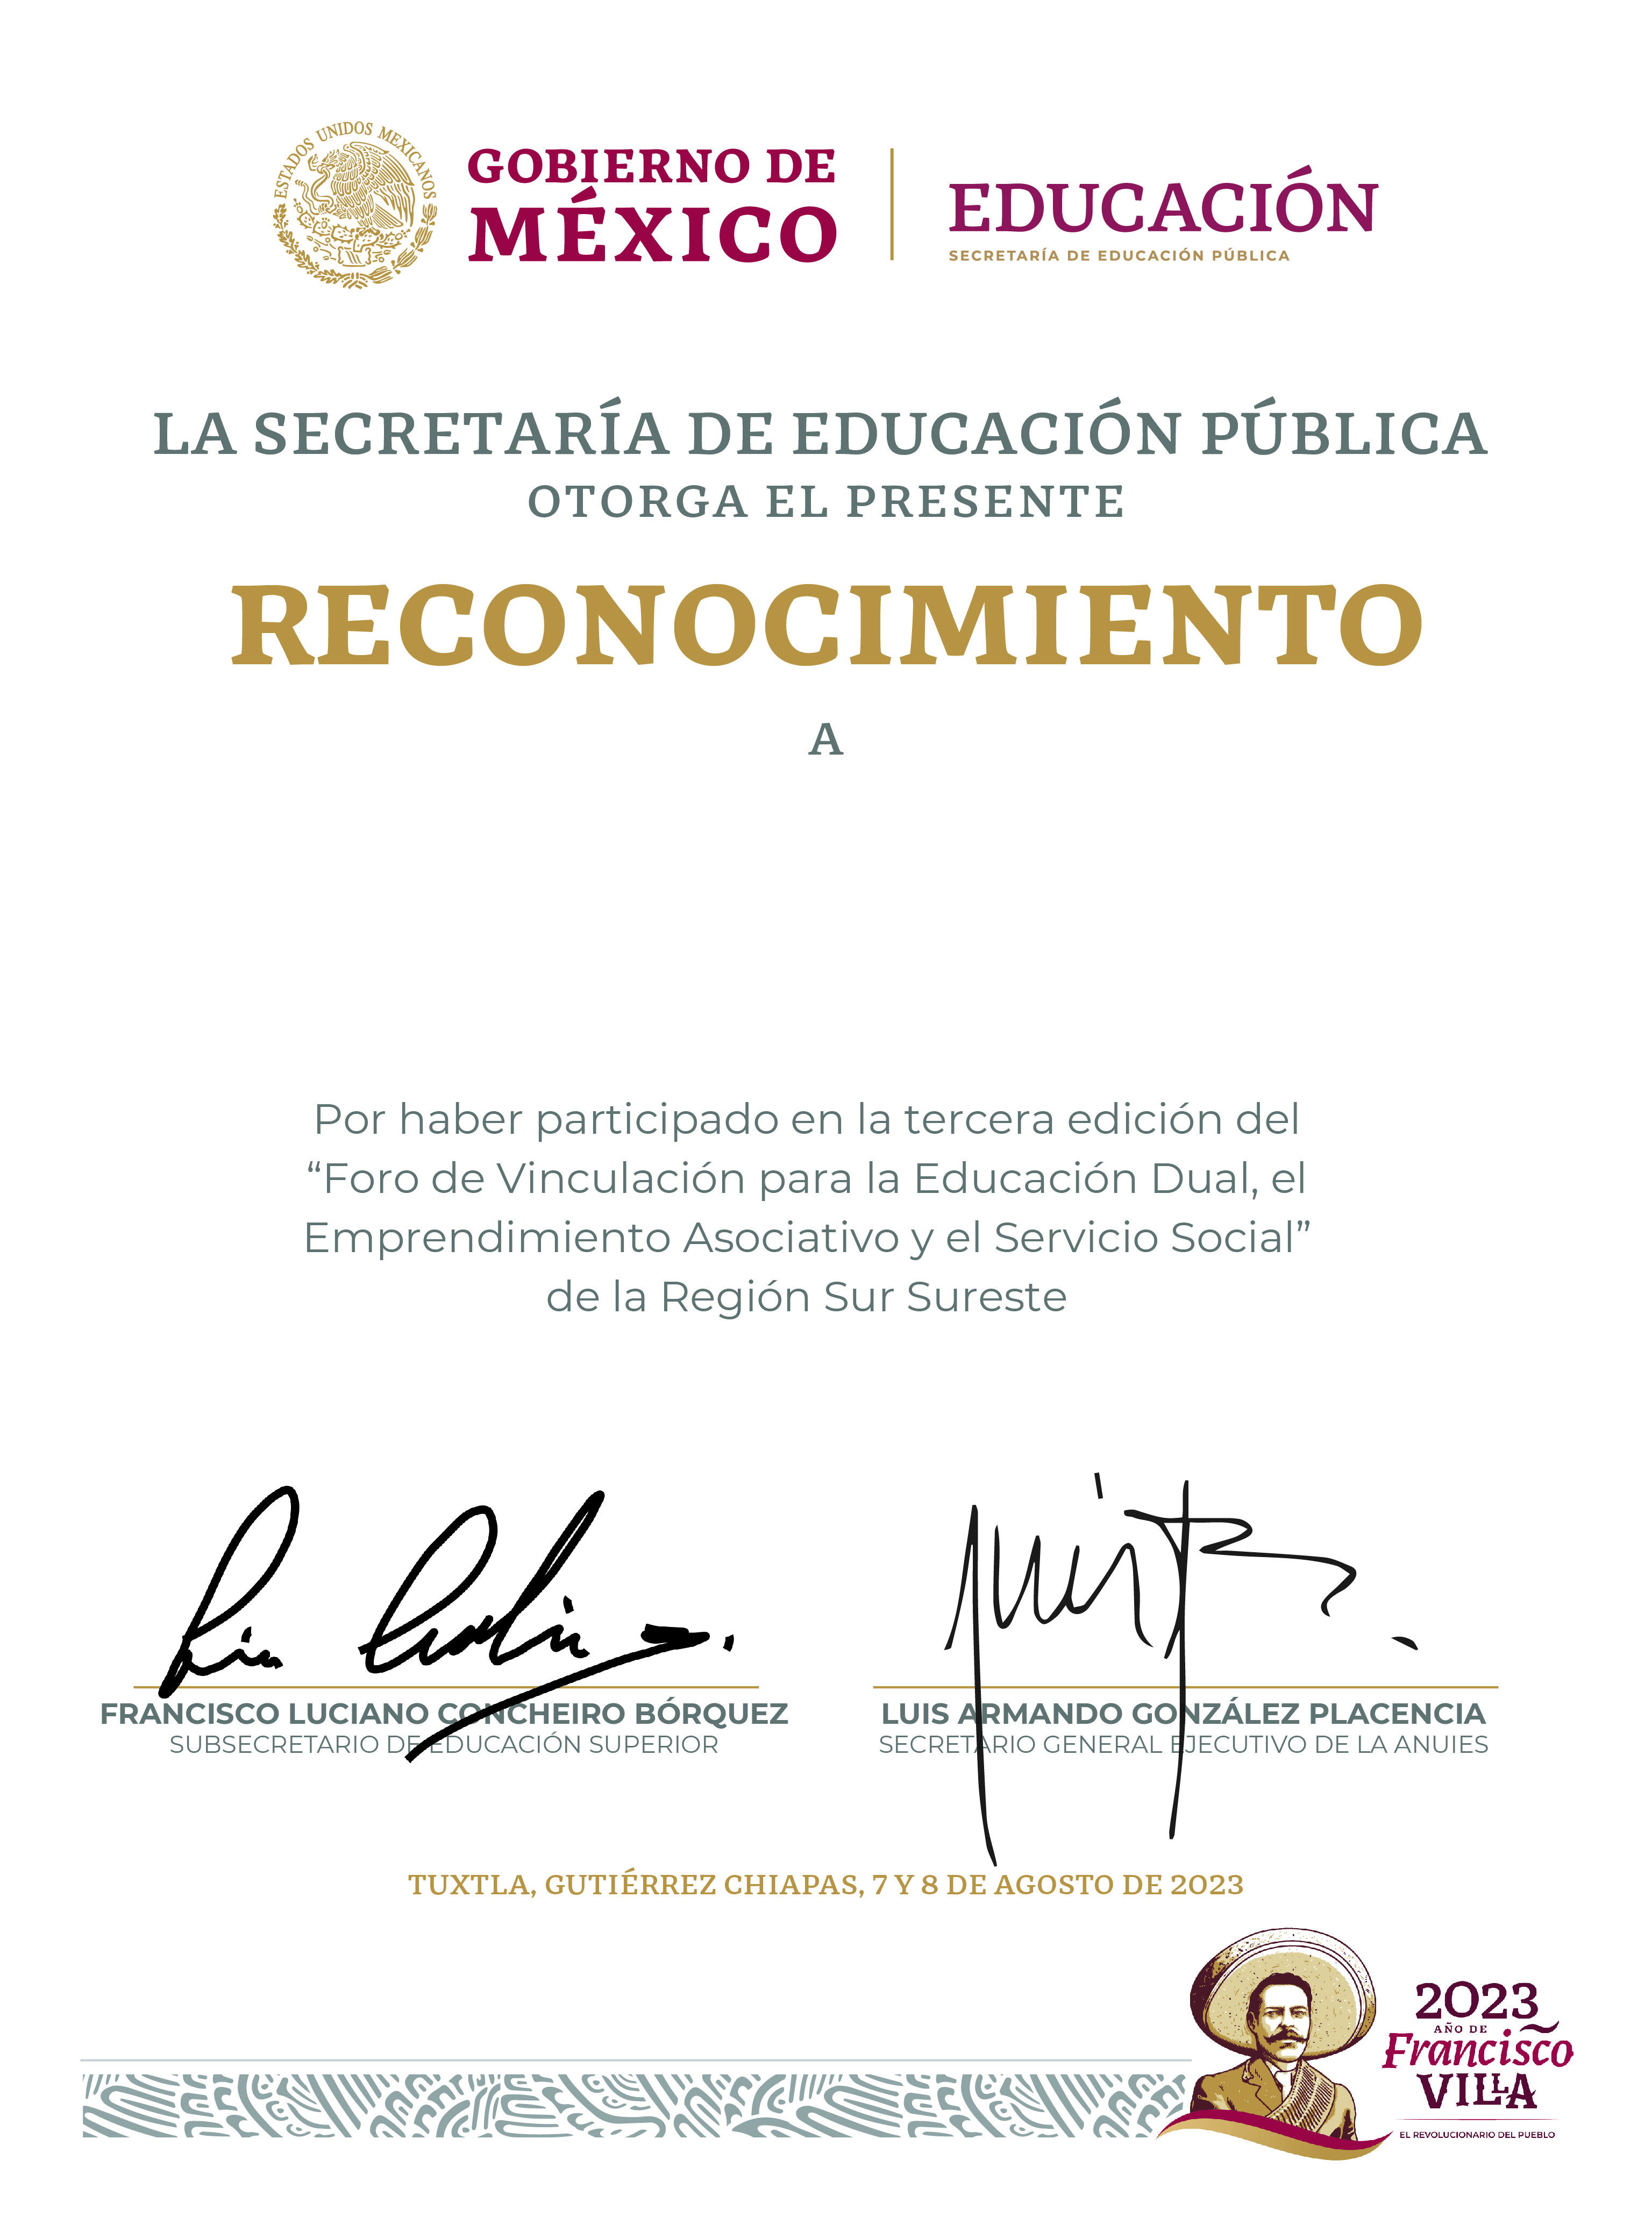 ESTADOS UNIDOS MEXICANOS
GOBIERNO DE
MÉXICO
EDUCACIÓN
SECRETARÍA DE EDUCACIÓN PÚBLICA
LA SECRETARÍA DE EDUCACIÓN PÚBLICA
OTORGA EL PRESENTE
RECONOCIMIENTO
A
Por haber participado en la tercera edición del
“Foro de Vinculación para la Educación Dual, el
Emprendimiento Asociativo y el Servicio Social”
de la Región Sur Sureste
FRANCISCO LUCIANO CONCHEIRO BÓRQUEZ
SUBSECRETARIO DE EDUCACIÓN SUPERIOR
LUIS ARMANDO GONZÁLEZ PLACENCIA
SECRETARIO GENERAL EJECUTIVO DE LA ANUIES
TUXTLA, GUTIÉRREZ CHIAPAS, 7 Y 8 DE AGOSTO DE 2023
2023
AÑO DE
Francisco
VILLA
EL REVOLUCIONARIO DEL PUEBLO